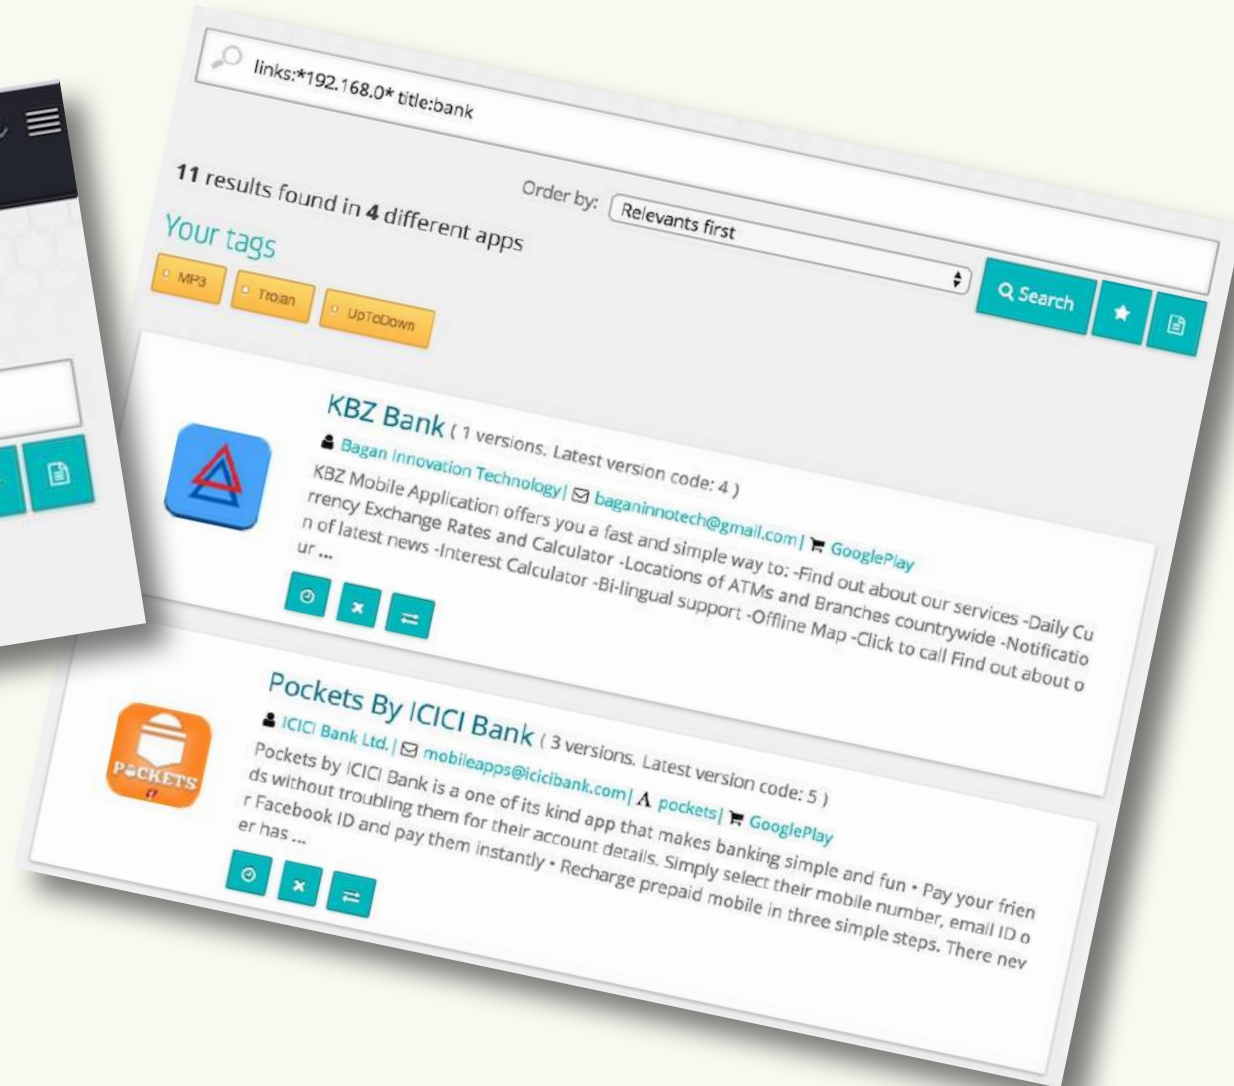 links:*192.168.0* title:bank
11 results found in 4 different apps
Order by:
Relevants first
Search
Your tags
MP3
Trojan
UpToDown
KBZ Bank ( 1 versions. Latest version code: 4 )
Bagan Innovation Technology| baganinnotech@gmail.com| GooglePlay
KBZ Mobile Application offers you a fast and simple way to: -Find out about our services -Daily Cu
rrency Exchange Rates and Calculator -Locations of ATMs and Branches countrywide -Notificatio
n of latest news -Interest Calculator -Bi-lingual support -Offline Map -Click to call Find out about o
ur ...
Pockets By ICICI Bank ( 3 versions. Latest version code: 5 )
ICICI Bank Ltd.| mobileapps@icicibank.com| A pockets| GooglePlay
POCKETS
Pockets by ICICI Bank is a one of its kind app that makes banking simple and fun • Pay your frien
ds without troubling them for their account details. Simply select their mobile number, email ID o
r Facebook ID and pay them instantly • Recharge prepaid mobile in three simple steps. There nev
er has ...